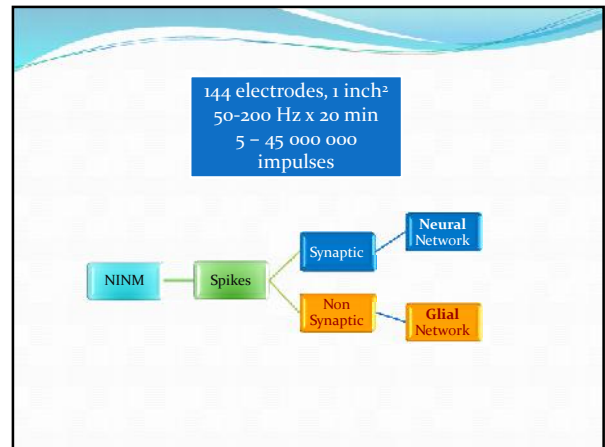 144 electrodes, 1 inch²
50-200 Hz x 20 min
5 – 45 000 000
impulses
Neural
Network
Synaptic
NINM
Spikes
Non
Synaptic
Glial
Network